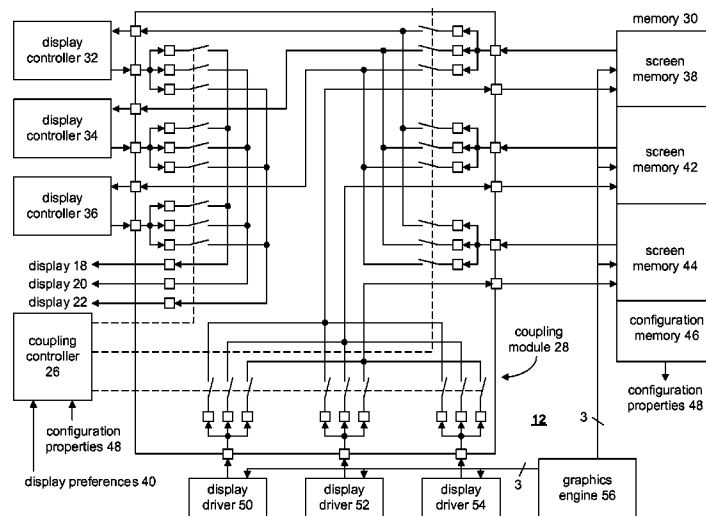 memory 30
display
controller 32
screen
memory 38
display
controller 34
screen
memory 42
display
controller 36
screen
memory 44
display 18
display 20
display 22
coupling
controller
26
coupling
module 28
configuration
memory 46
configuration
properties 48
configuration
properties 48
display preferences 40
12
3
3
display
driver 50
display
driver 52
display
driver 54
graphics
engine 56